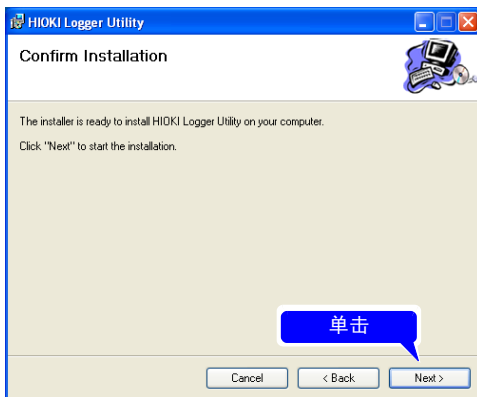 HIOKI Logger Utility
Confirm Installation
The installer is ready to install HIOKI Logger Utility on your computer.
Click "Next" to start the installation.
单击
Cancel
< Back
Next >